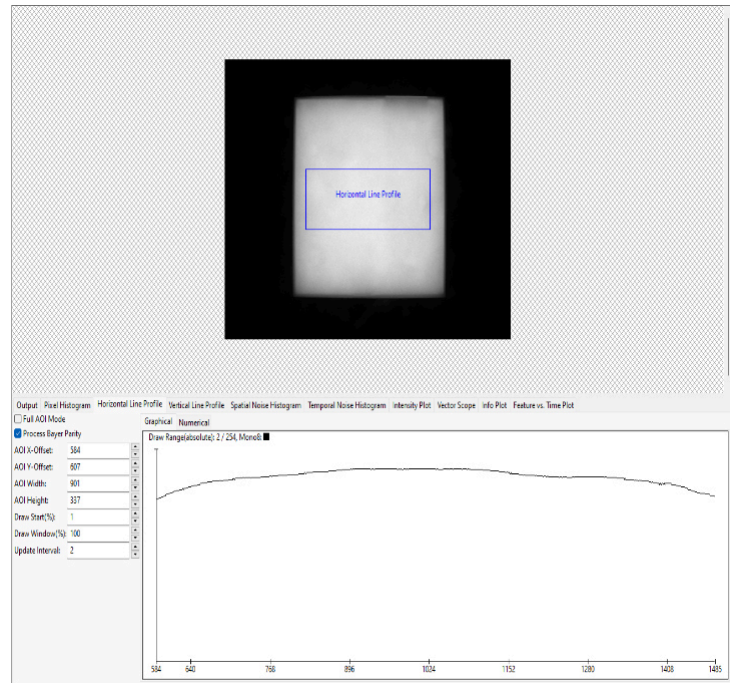 Horizontal Line Profile
Output Pixel Histogram Horizontal Line Profile Vertical Line Profile Spatial Noise Histogram Temporal Noise Histogram Intensity Plot Vector Scope Info Plot Feature vs. Time Plot
Full AOI Mode
Process Bayer Parity
AOI X-Offset: 584
AOI Y-Offset: 607
AOI Width: 901
AOI Height: 337
Draw Start(%): 1
Draw Window(%): 100
Update Interval: 2
Graphical Numerical
Draw Range(absolute): 2 / 254, Mono8:
584 640 768 896 1024 1152 1280 1408 1485